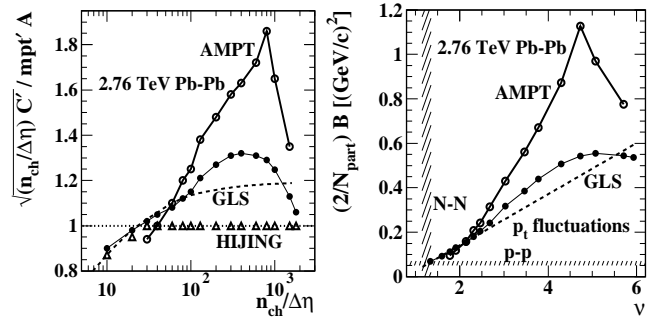 √(n_ch/Δη) C′ / mpt′ A
1.8
1.6
1.4
1.2
1
0.8
AMPT
2.76 TeV Pb-Pb
GLS
HIJING
10
10²
10³
n_ch/Δη
(2/N_part) B [(GeV/c)²]
1.2
1
0.8
0.6
0.4
0.2
0
2.76 TeV Pb-Pb
AMPT
N-N
GLS
p_t fluctuations
p-p
2
4
6
ν